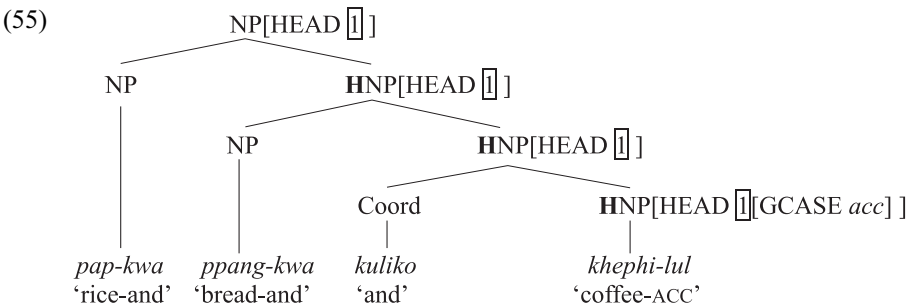 (55) NP[HEAD 1 ]
NP HNP[HEAD 1 ]
NP HNP[HEAD 1 ]
Coord HNP[HEAD 1[GCASE acc] ]
pap-kwa ppang-kwa kuliko khephi-lul
‘rice-and’ ‘bread-and’ ‘and’ ‘coffee-ACC’